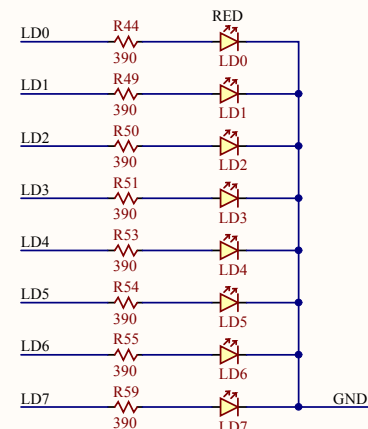 RED
LD0 R44
390 LD0
LD1 R49
390 LD1
LD2 R50
390 LD2
LD3 R51
390 LD3
LD4 R53
390 LD4
LD5 R54
390 LD5
LD6 R55
390 LD6
LD7 R59 GND
390 LD7